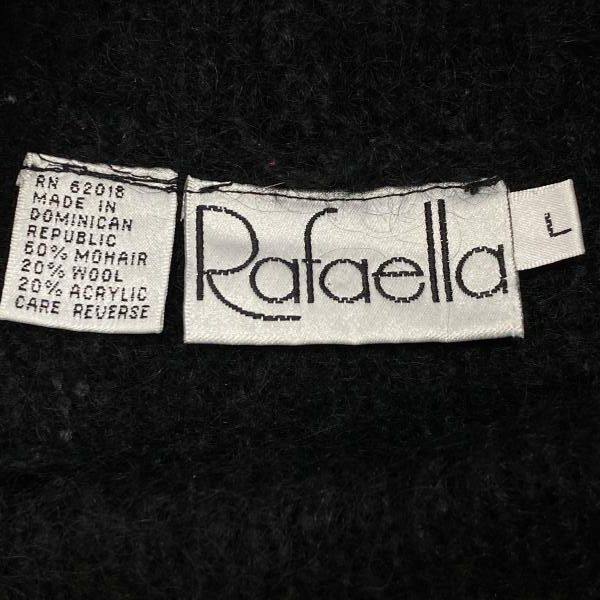 RN 62018
MADE IN
DOMINICAN
REPUBLIC
60% MOHAIR
20% WOOL
20% ACRYLIC
CARE REVERSE
Rafaella
L